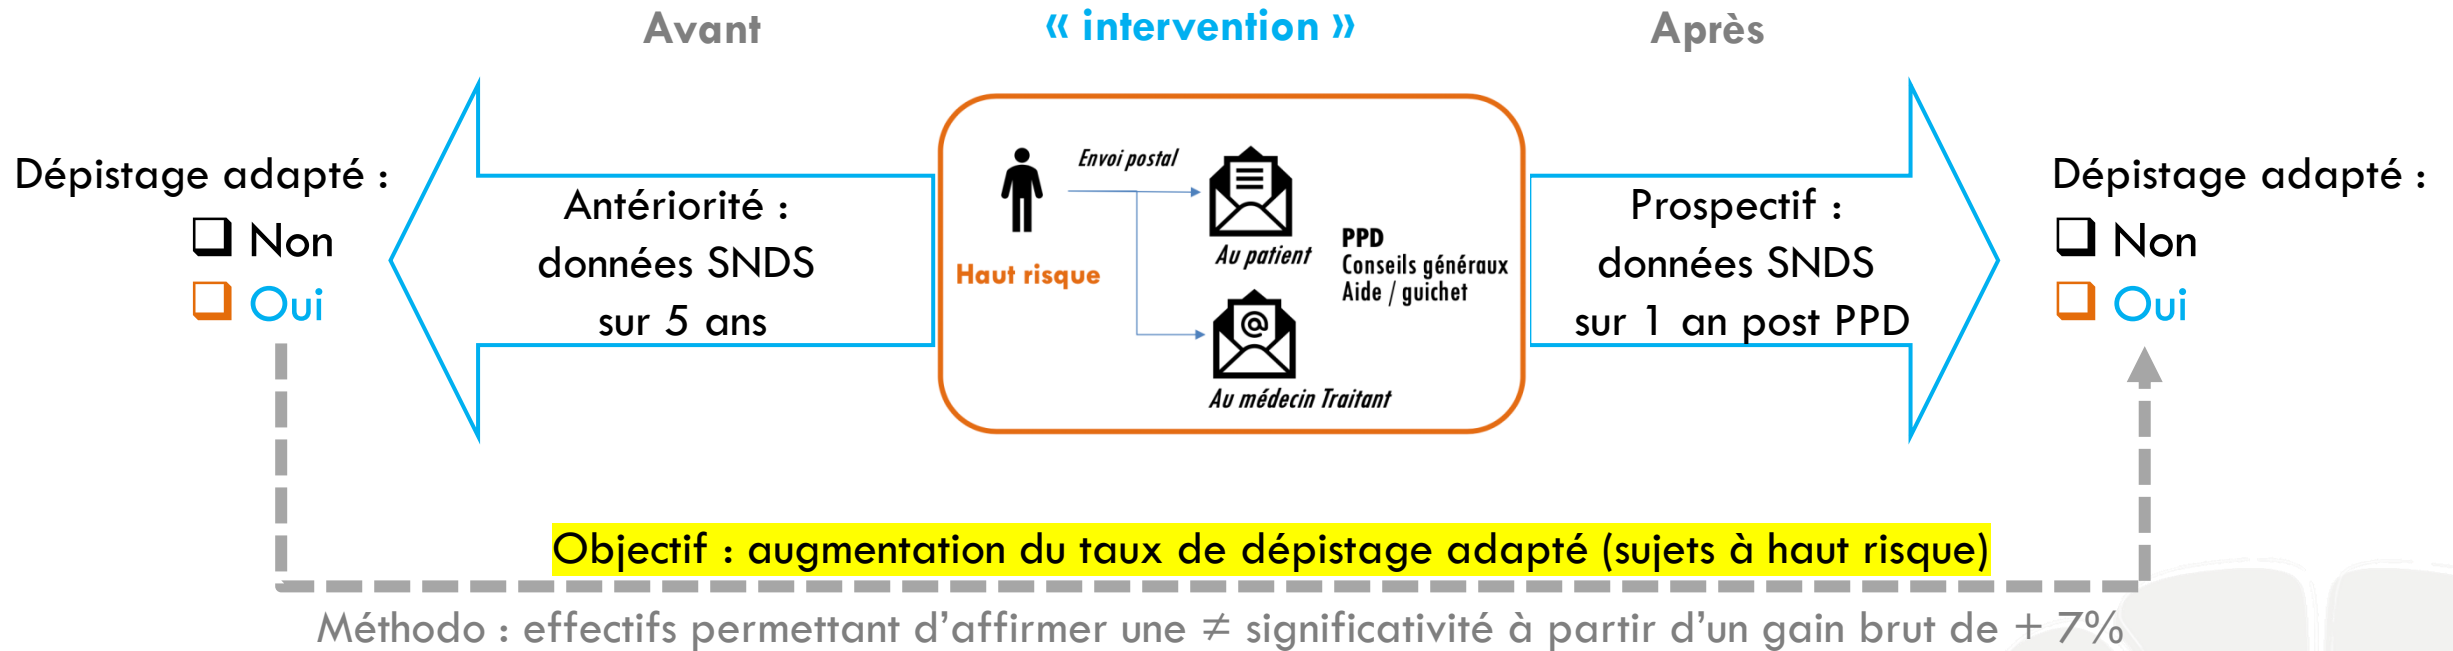 Avant
« intervention »
Après
Dépistage adapté :
Non
Oui
Antériorité :
données SNDS
sur 5 ans
Haut risque
Envoi postal
Au patient
Au médecin Traitant
PPD
Conseils généraux
Aide / guichet
Prospectif :
données SNDS
sur 1 an post PPD
Dépistage adapté :
Non
Oui
Objectif : augmentation du taux de dépistage adapté (sujets à haut risque)
Méthodo : effectifs permettant d'affirmer une ≠ significativité à partir d'un gain brut de + 7%